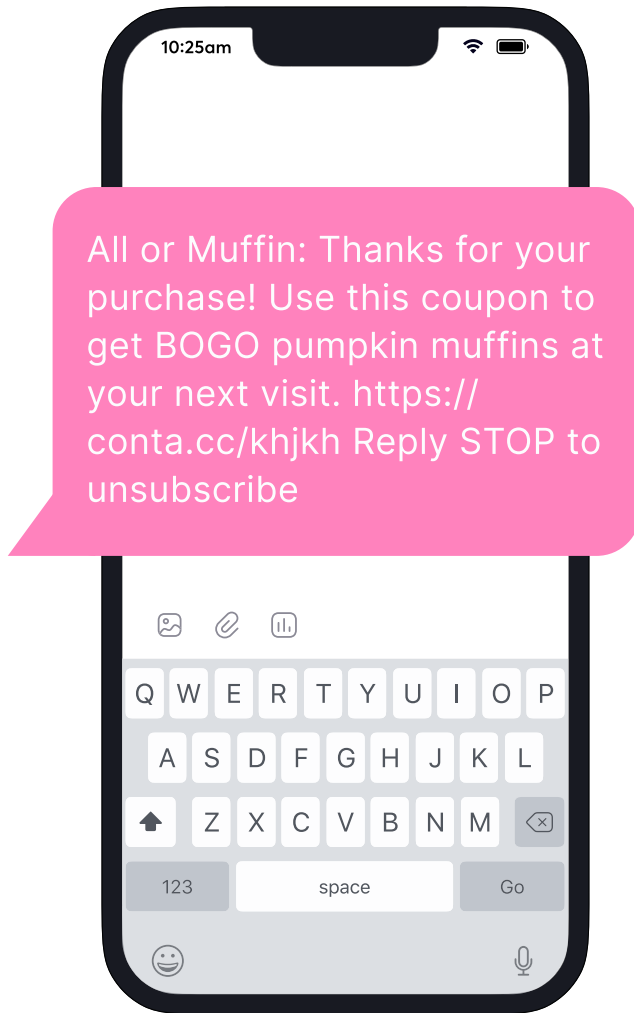 10:25am
All or Muffin: Thanks for your
purchase! Use this coupon to
get BOGO pumpkin muffins at
your next visit. https://
conta.cc/khjkh Reply STOP to
unsubscribe
Q W E R T Y U I O P
A S D F G H J K L
Z X C V B N M
123 space Go